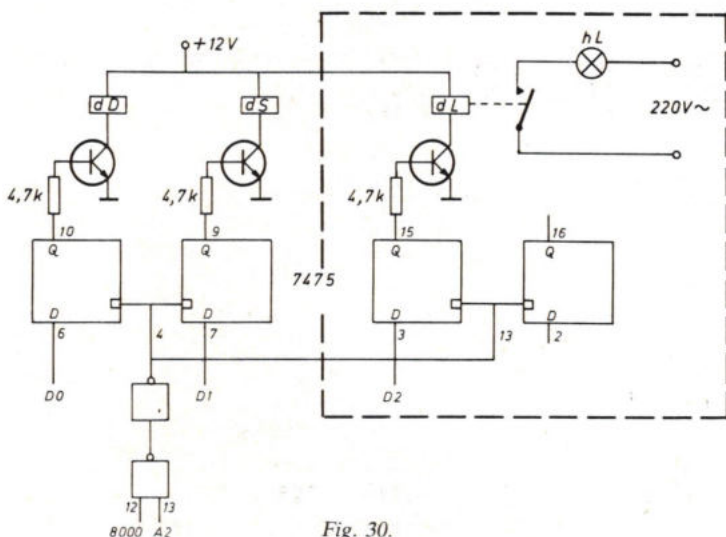 +12V
hL
dD
dS
dL
220V~
4,7k
4,7k
4,7k
10
9
15
16
Q
Q
Q
Q
7475
D
D
D
D
6
4
7
3
13
2
D0
D1
D2
12 13
8000 A2
Fig. 30.